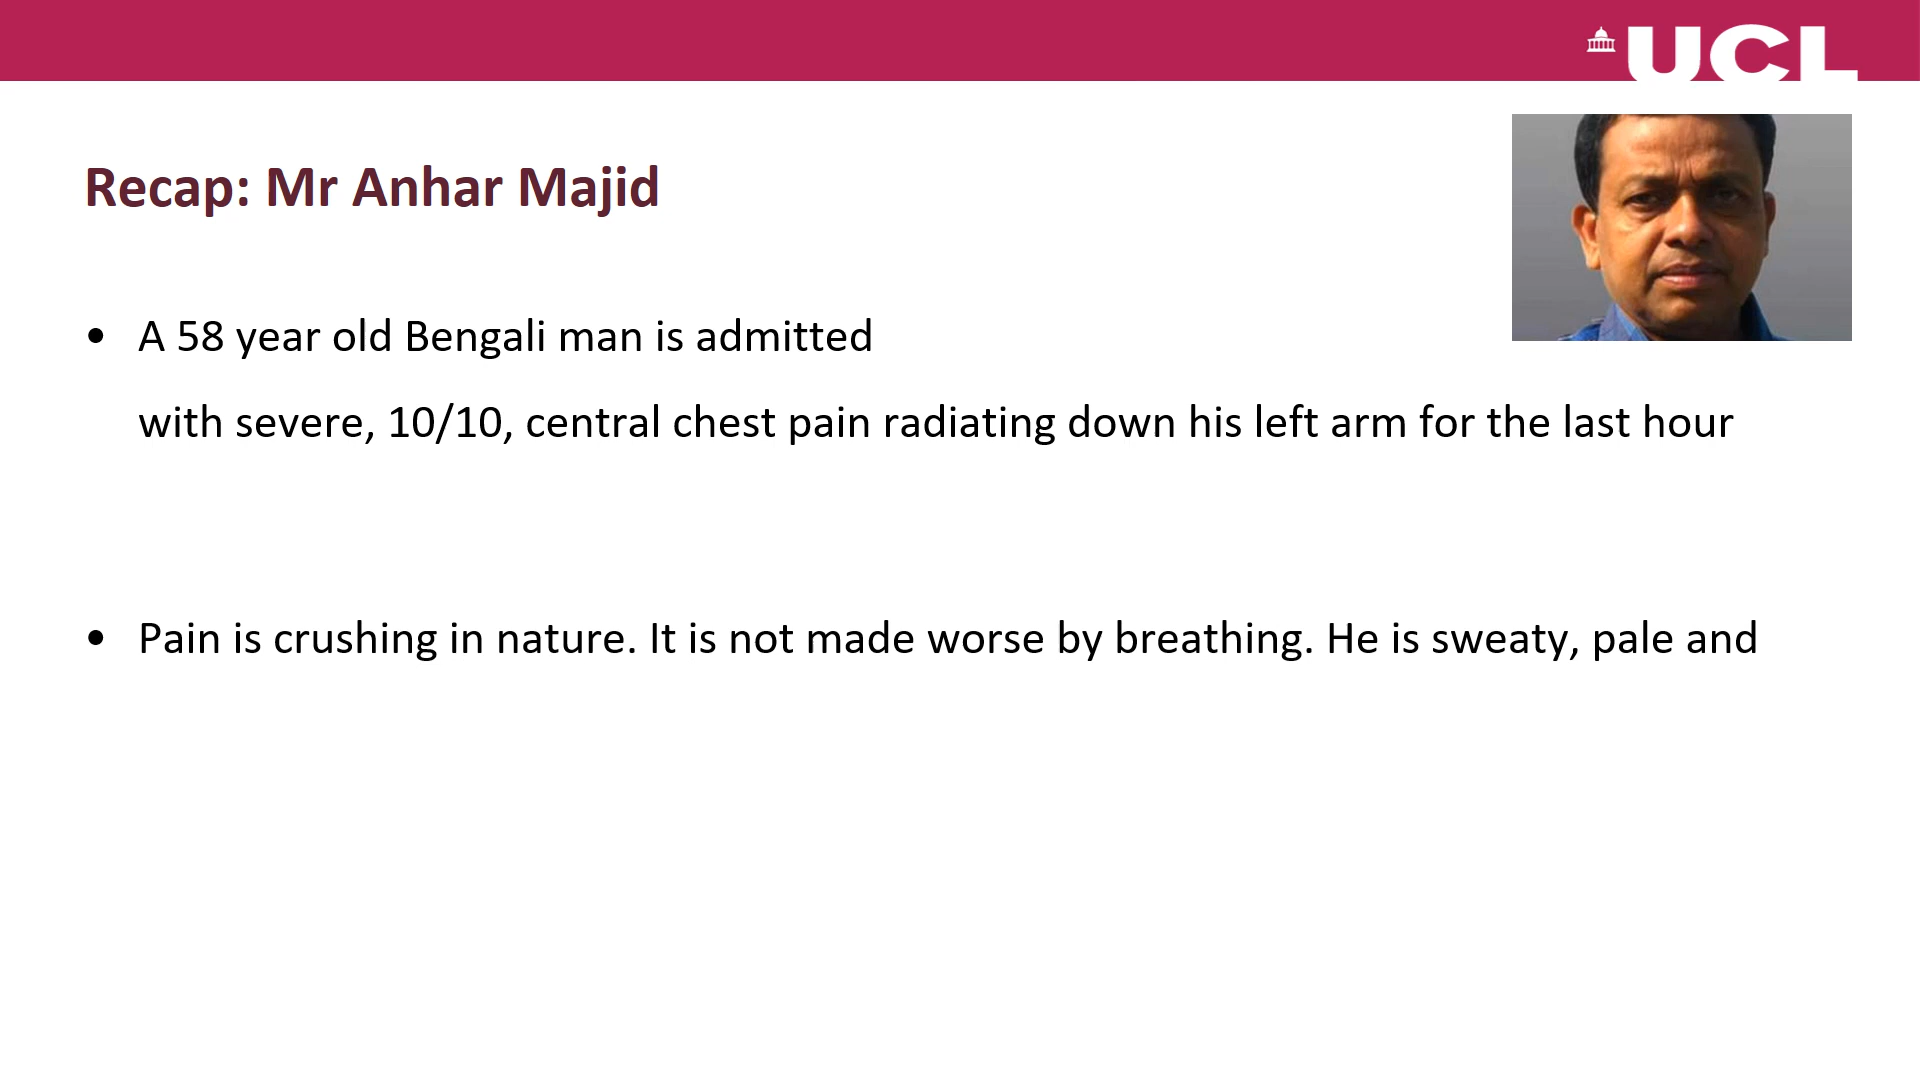 UCL
Recap: Mr Anhar Majid
• A 58 year old Bengali man is admitted
with severe, 10/10, central chest pain radiating down his left arm for the last hour
• Pain is crushing in nature. It is not made worse by breathing. He is sweaty, pale and